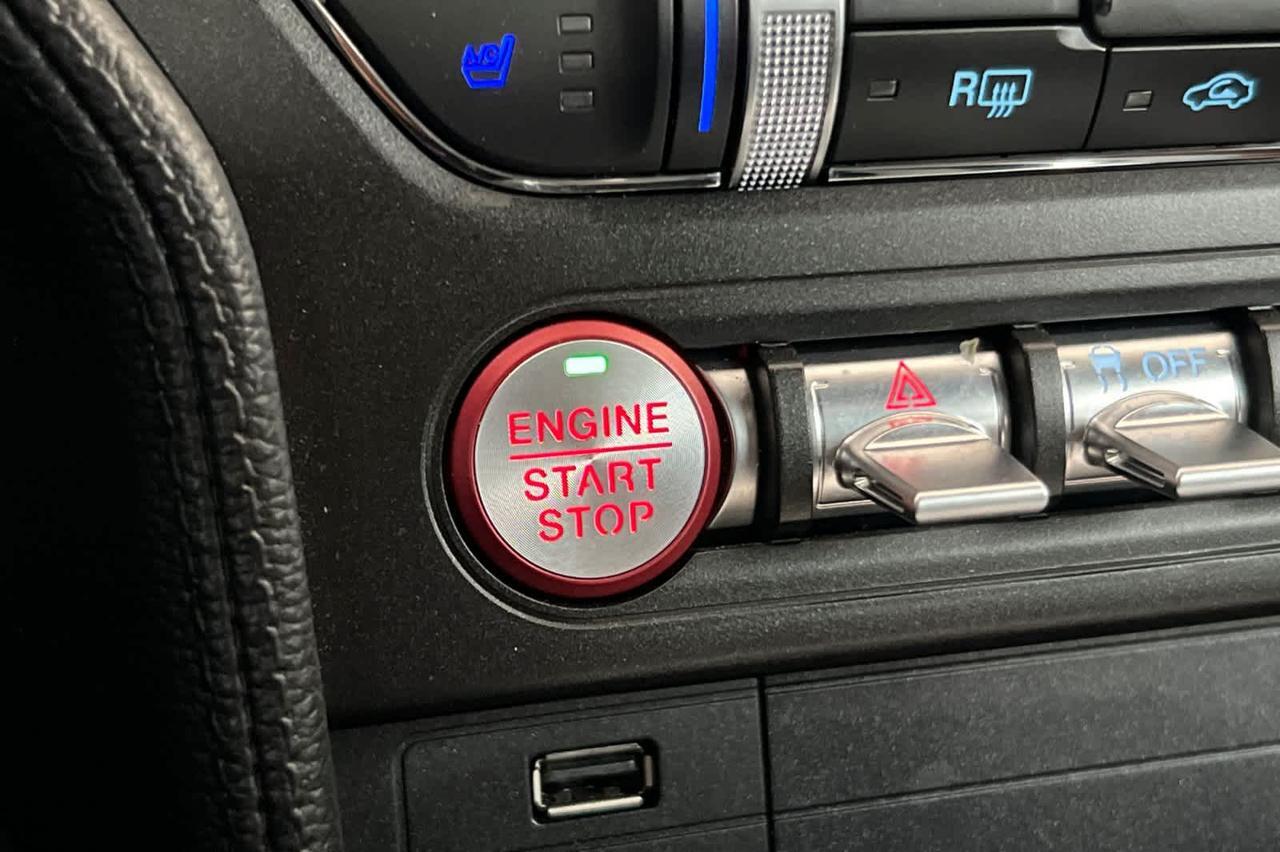 A/C
R
ENGINE
START
STOP
OFF